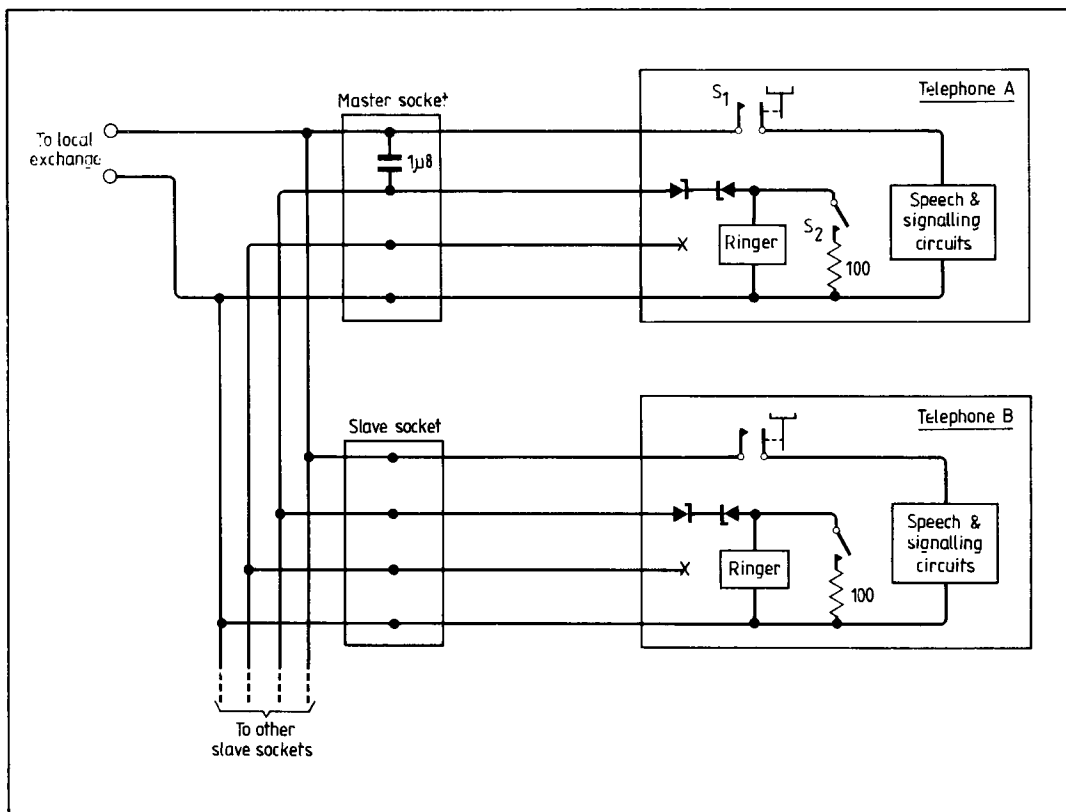 To local
exchange
Master socket
1µ8
Telephone A
S1
S2
Ringer
100
Speech &
signalling
circuits
Slave socket
Telephone B
Ringer
100
Speech &
signalling
circuits
To other
slave sockets